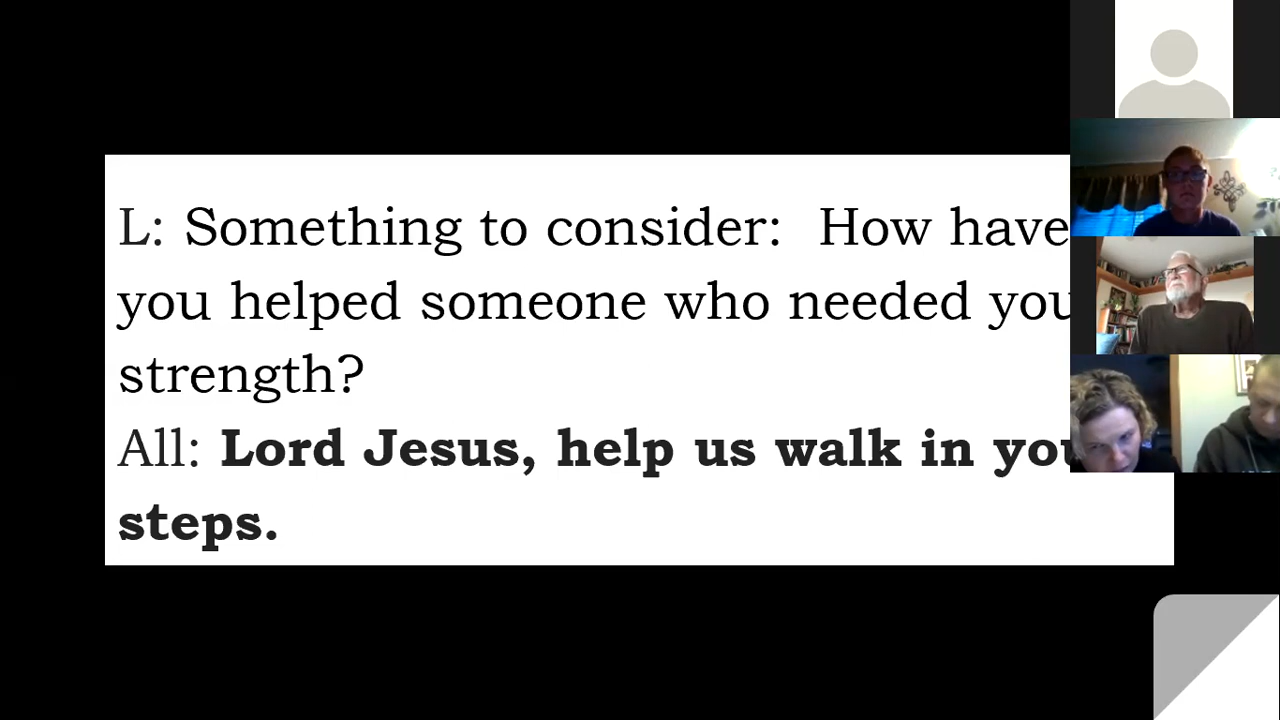 L: Something to consider:  How have
you helped someone who needed you
strength?
All: Lord Jesus, help us walk in you
steps.